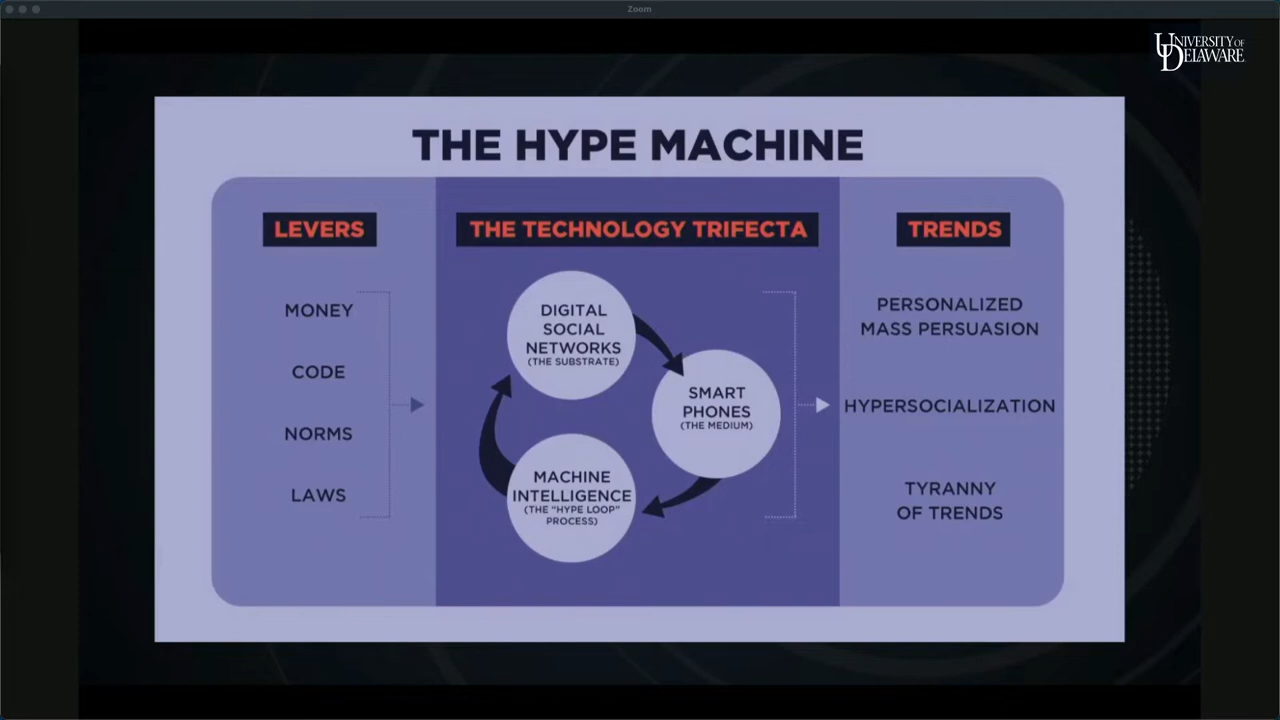 Zoom
UNIVERSITY OF
DELAWARE
THE HYPE MACHINE
LEVERS
MONEY
CODE
NORMS
LAWS
THE TECHNOLOGY TRIFECTA
DIGITAL
SOCIAL
NETWORKS
(THE SUBSTRATE)
SMART
PHONES
(THE MEDIUM)
MACHINE
INTELLIGENCE
(THE “HYPE LOOP”
PROCESS)
TRENDS
PERSONALIZED
MASS PERSUASION
HYPERSOCIALIZATION
TYRANNY
OF TRENDS